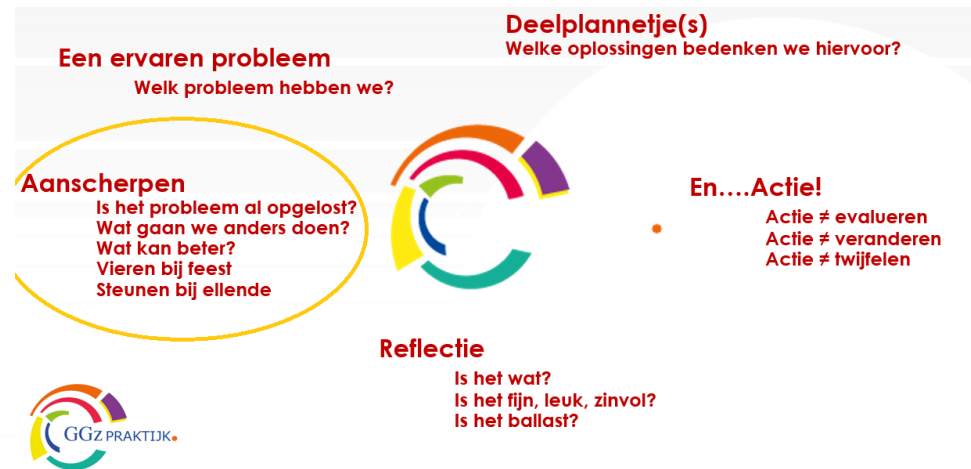 Een ervaren probleem
Welk probleem hebben we?
Deelplannetje(s)
Welke oplossingen bedenken we hiervoor?
En....Actie!
Actie ≠ evalueren
Actie ≠ veranderen
Actie ≠ twijfelen
Reflectie
Is het wat?
Is het fijn, leuk, zinvol?
Is het ballast?
Aanscherpen
Is het probleem al opgelost?
Wat gaan we anders doen?
Wat kan beter?
Vieren bij feest
Steunen bij ellende
GGZ PRAKTIJK